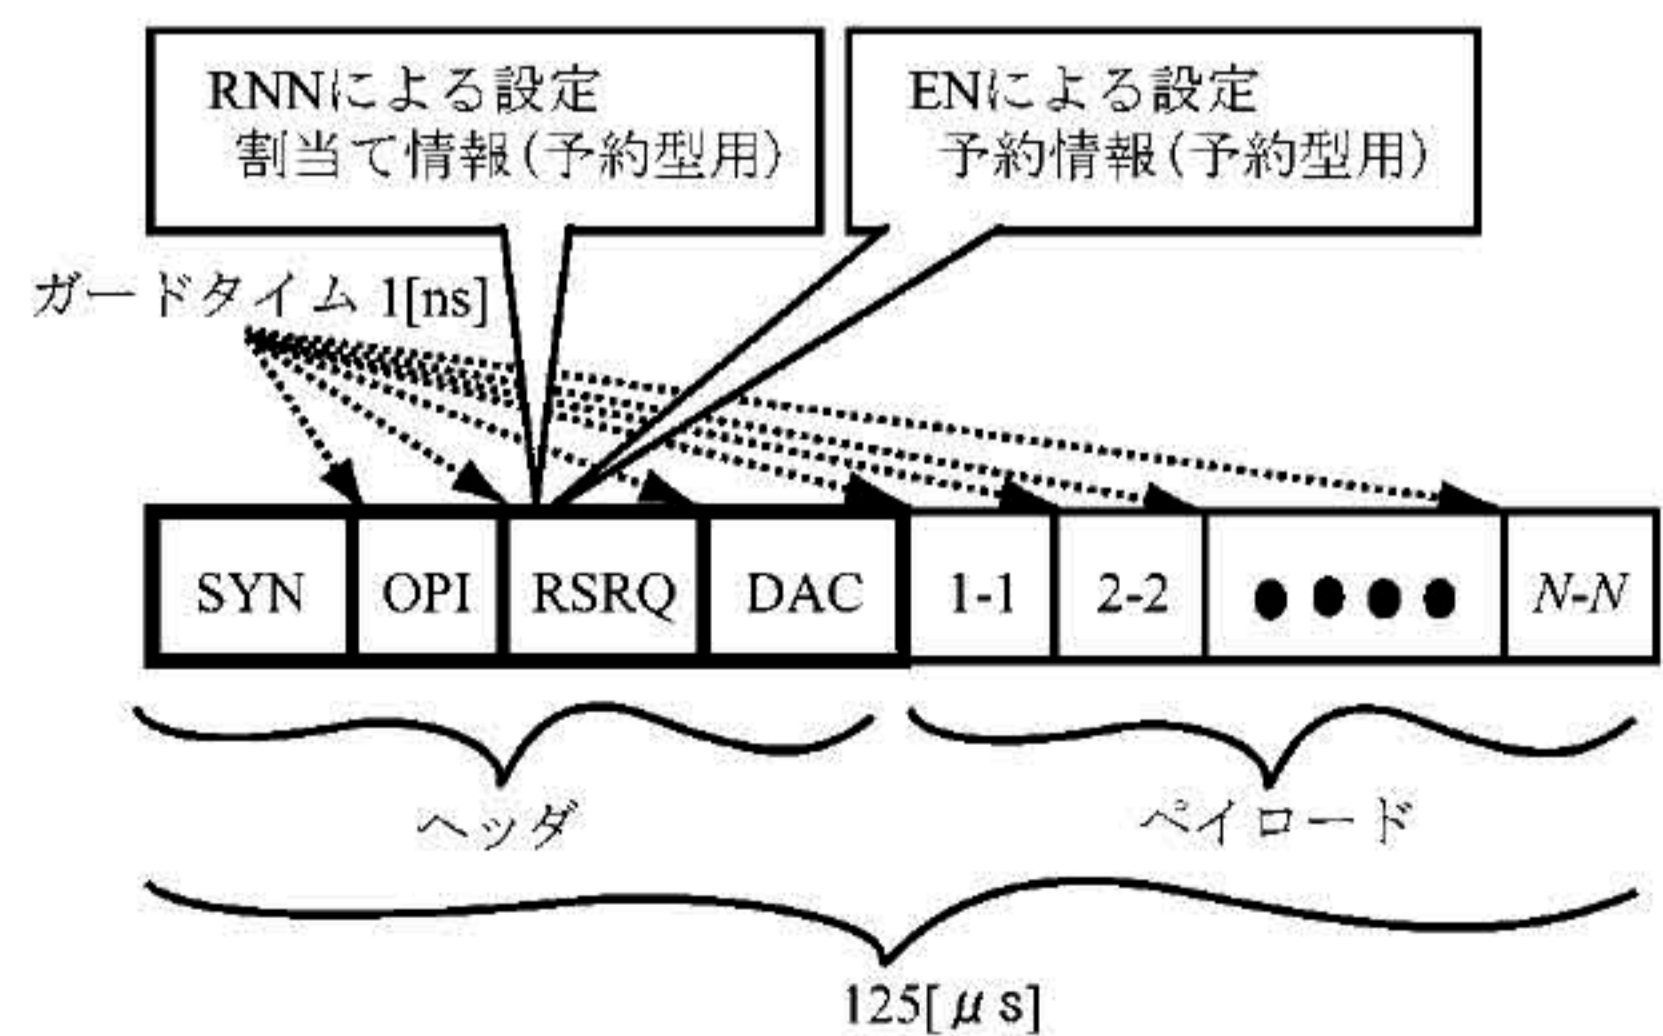 RNNによる設定
割当て情報(予約型用)
ENによる設定
予約情報(予約型用)
ガードタイム 1[ns]
SYN OPI RSRQ DAC 1-1 2-2 ●●●● N-N
ヘッダ ペイロード
125[μs]